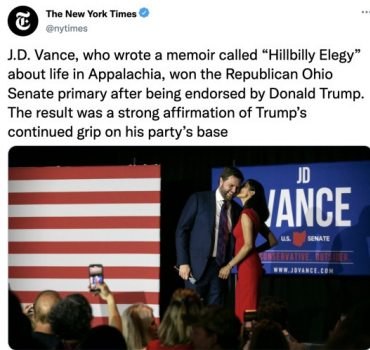 The New York Times
@nytimes
J.D. Vance, who wrote a memoir called “Hillbilly Elegy”
about life in Appalachia, won the Republican Ohio
Senate primary after being endorsed by Donald Trump.
The result was a strong affirmation of Trump’s
continued grip on his party’s base
JD
VANCE
U.S. SENATE
CONSERVATIVE. OUTSIDER
WWW.JDVANCE.COM